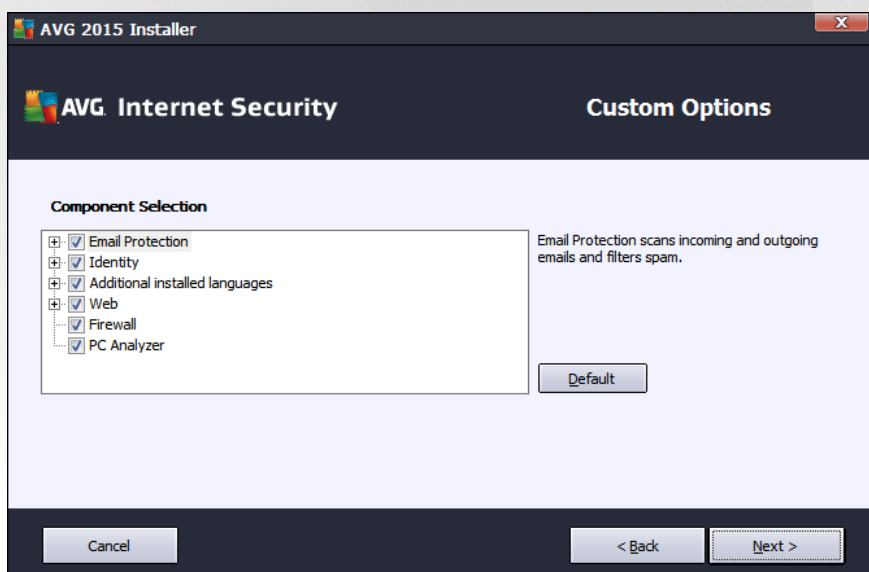 AVG 2015 Installer
X
AVG. Internet Security
Custom Options
Component Selection
Email Protection
Identity
Additional installed languages
Web
Firewall
PC Analyzer
Email Protection scans incoming and outgoing
emails and filters spam.
Default
Cancel
< Back
Next >